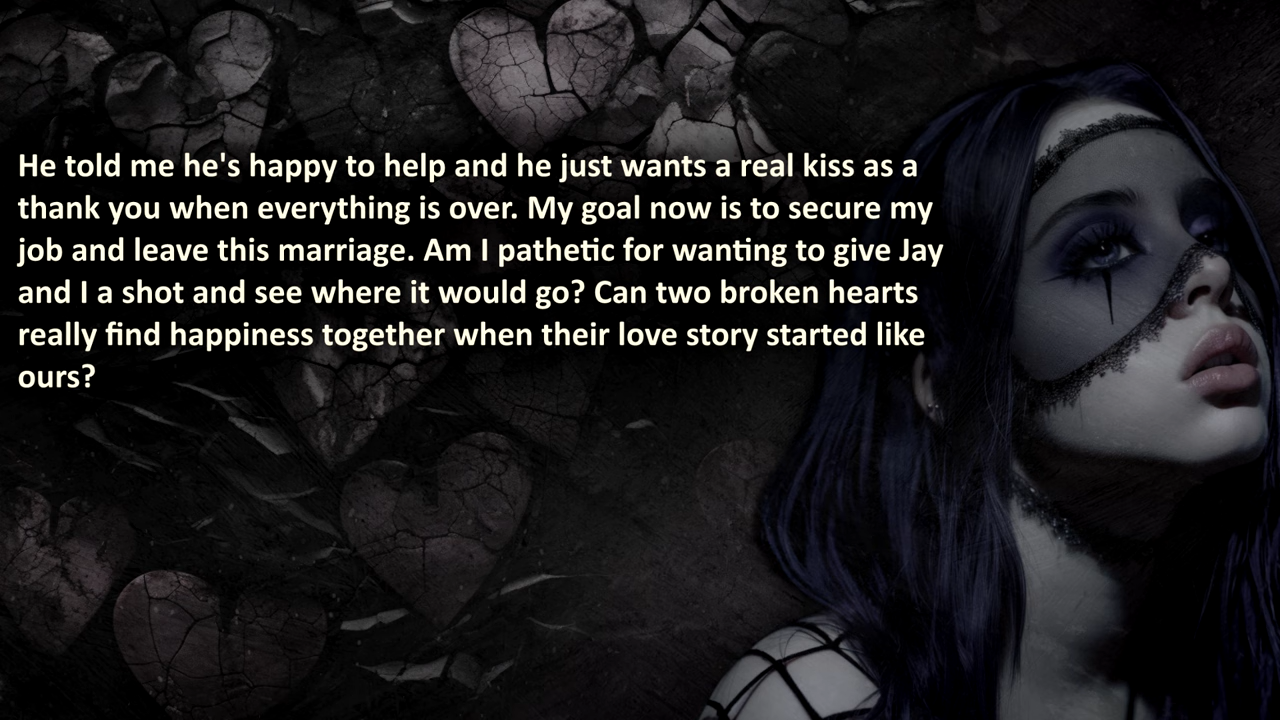 He told me he's happy to help and he just wants a real kiss as a
thank you when everything is over. My goal now is to secure my
job and leave this marriage. Am I pathetic for wanting to give Jay
and I a shot and see where it would go? Can two broken hearts
really find happiness together when their love story started like
ours?